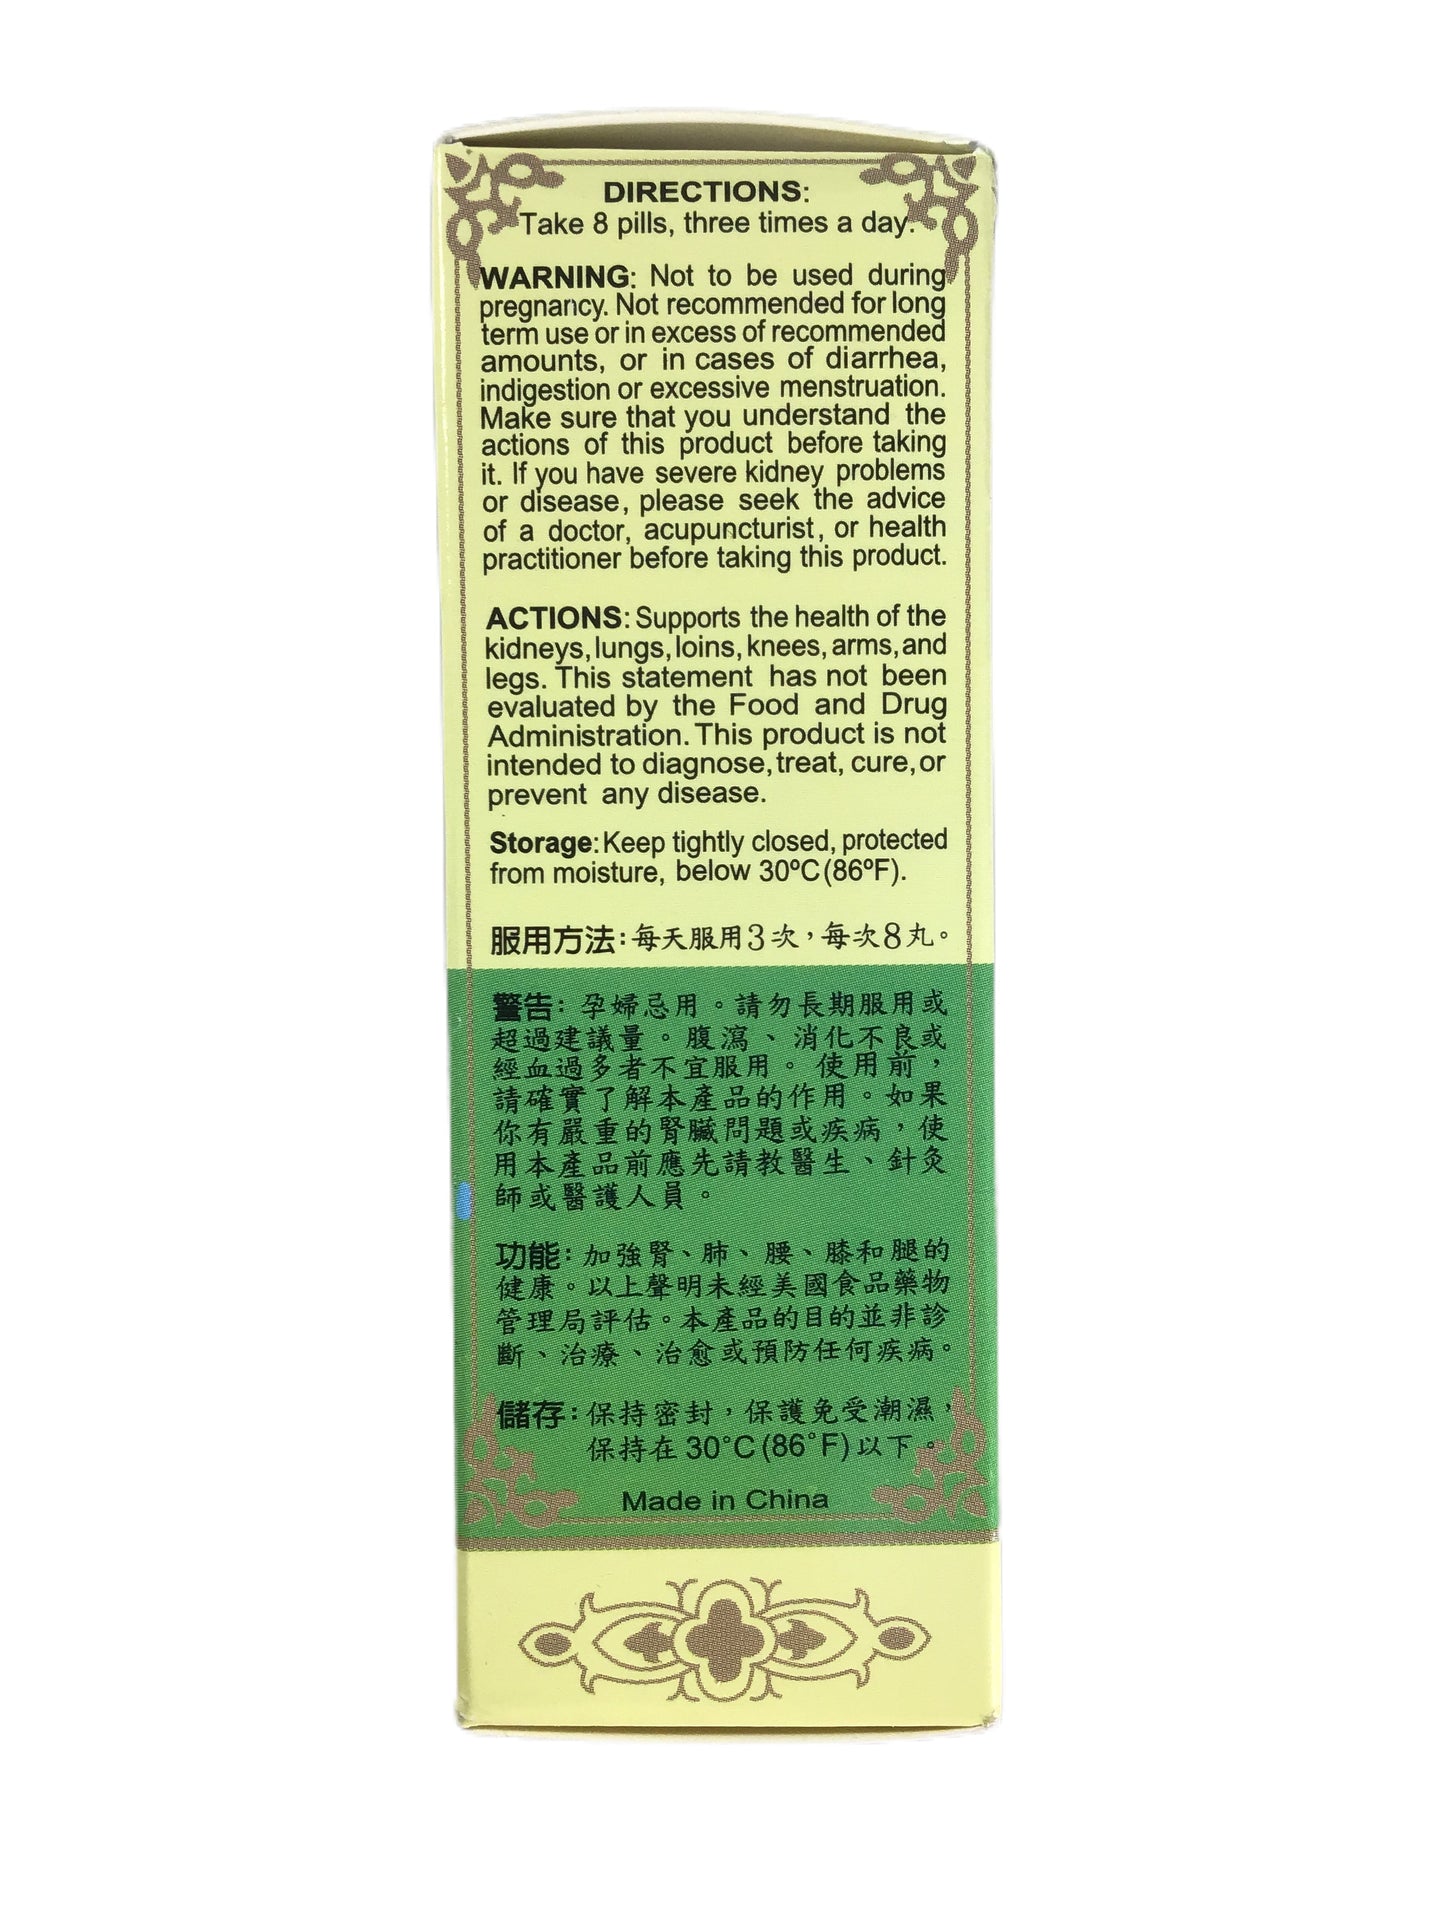 DIRECTIONS:
Take 8 pills, three times a day.
WARNING: Not to be used during
pregnancy. Not recommended for long
term use or in excess of recommended
amounts, or in cases of diarrhea,
indigestion or excessive menstruation.
Make sure that you understand the
actions of this product before taking
it. If you have severe kidney problems
or disease, please seek the advice
of a doctor, acupuncturist, or health
practitioner before taking this product.
ACTIONS: Supports the health of the
kidneys, lungs, loins, knees, arms, and
legs. This statement has not been
evaluated by the Food and Drug
Administration. This product is not
intended to diagnose, treat, cure, or
prevent any disease.
Storage: Keep tightly closed, protected
from moisture, below 30ºC (86ºF).
服用方法：每天服用3次，每次8丸。
警告：孕婦忌用。請勿長期服用或
超過建議量。腹瀉、消化不良或
經血過多者不宜服用。使用前，
請確實了解本產品的作用。如果
你有嚴重的腎臟問題或疾病，使
用本產品前應先請教醫生、針灸
師或醫護人員。
功能：加強腎、肺、腰、膝和腿的
健康。以上聲明未經美國食品藥物
管理局評估。本產品的目的並非診
斷、治療、治愈或預防任何疾病。
儲存：保持密封，保護免受潮濕，
保持在 30°C (86°F) 以下。
Made in China